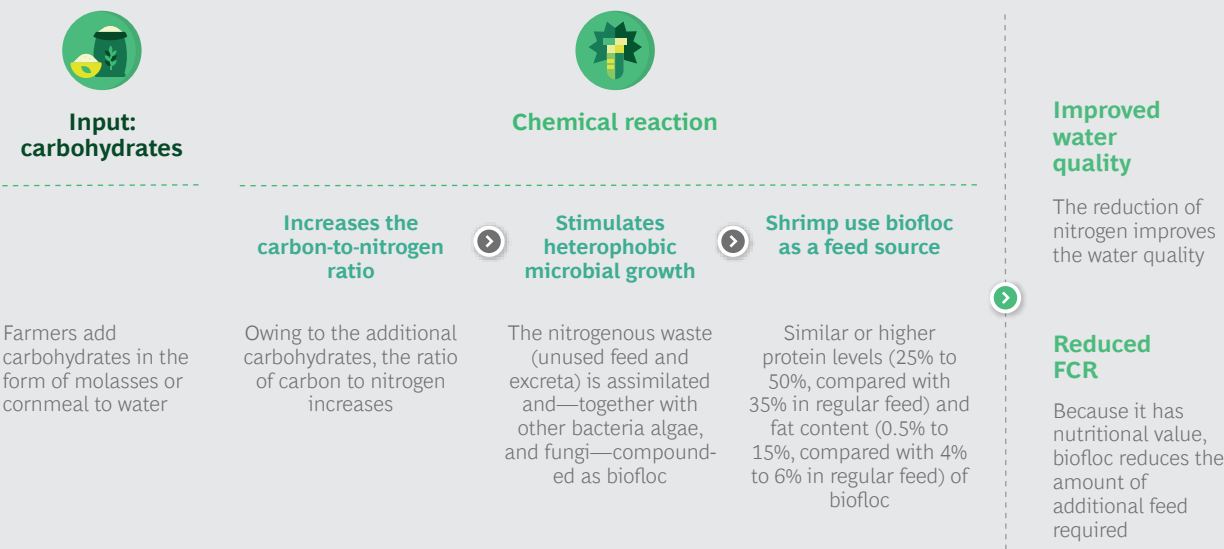 Input:
carbohydrates
Farmers add
carbohydrates in the
form of molasses or
cornmeal to water
Chemical reaction
Increases the
carbon-to-nitrogen
ratio
Owing to the additional
carbohydrates, the ratio
of carbon to nitrogen
increases
Stimulates
heterophobic
microbial growth
The nitrogenous waste
(unused feed and
excreta) is assimilated
and—together with
other bacteria algae,
and fungi—compound-
ed as biofloc
Shrimp use biofloc
as a feed source
Similar or higher
protein levels (25% to
50%, compared with
35% in regular feed) and
fat content (0.5% to
15%, compared with 4%
to 6% in regular feed) of
biofloc
Improved
water
quality
The reduction of
nitrogen improves
the water quality
Reduced
FCR
Because it has
nutritional value,
biofloc reduces the
amount of
additional feed
required